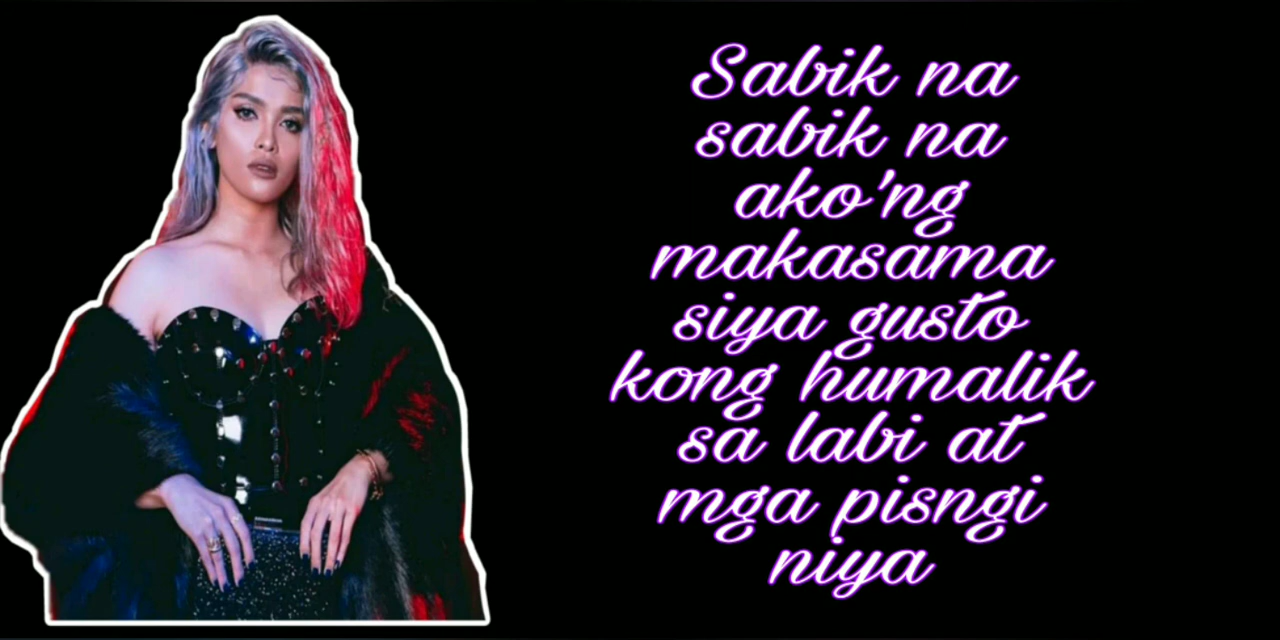 Sabik na
sabik na
ako'ng
makasama
siya gusto
kong humalik
sa labi at
mga pisngi
niya